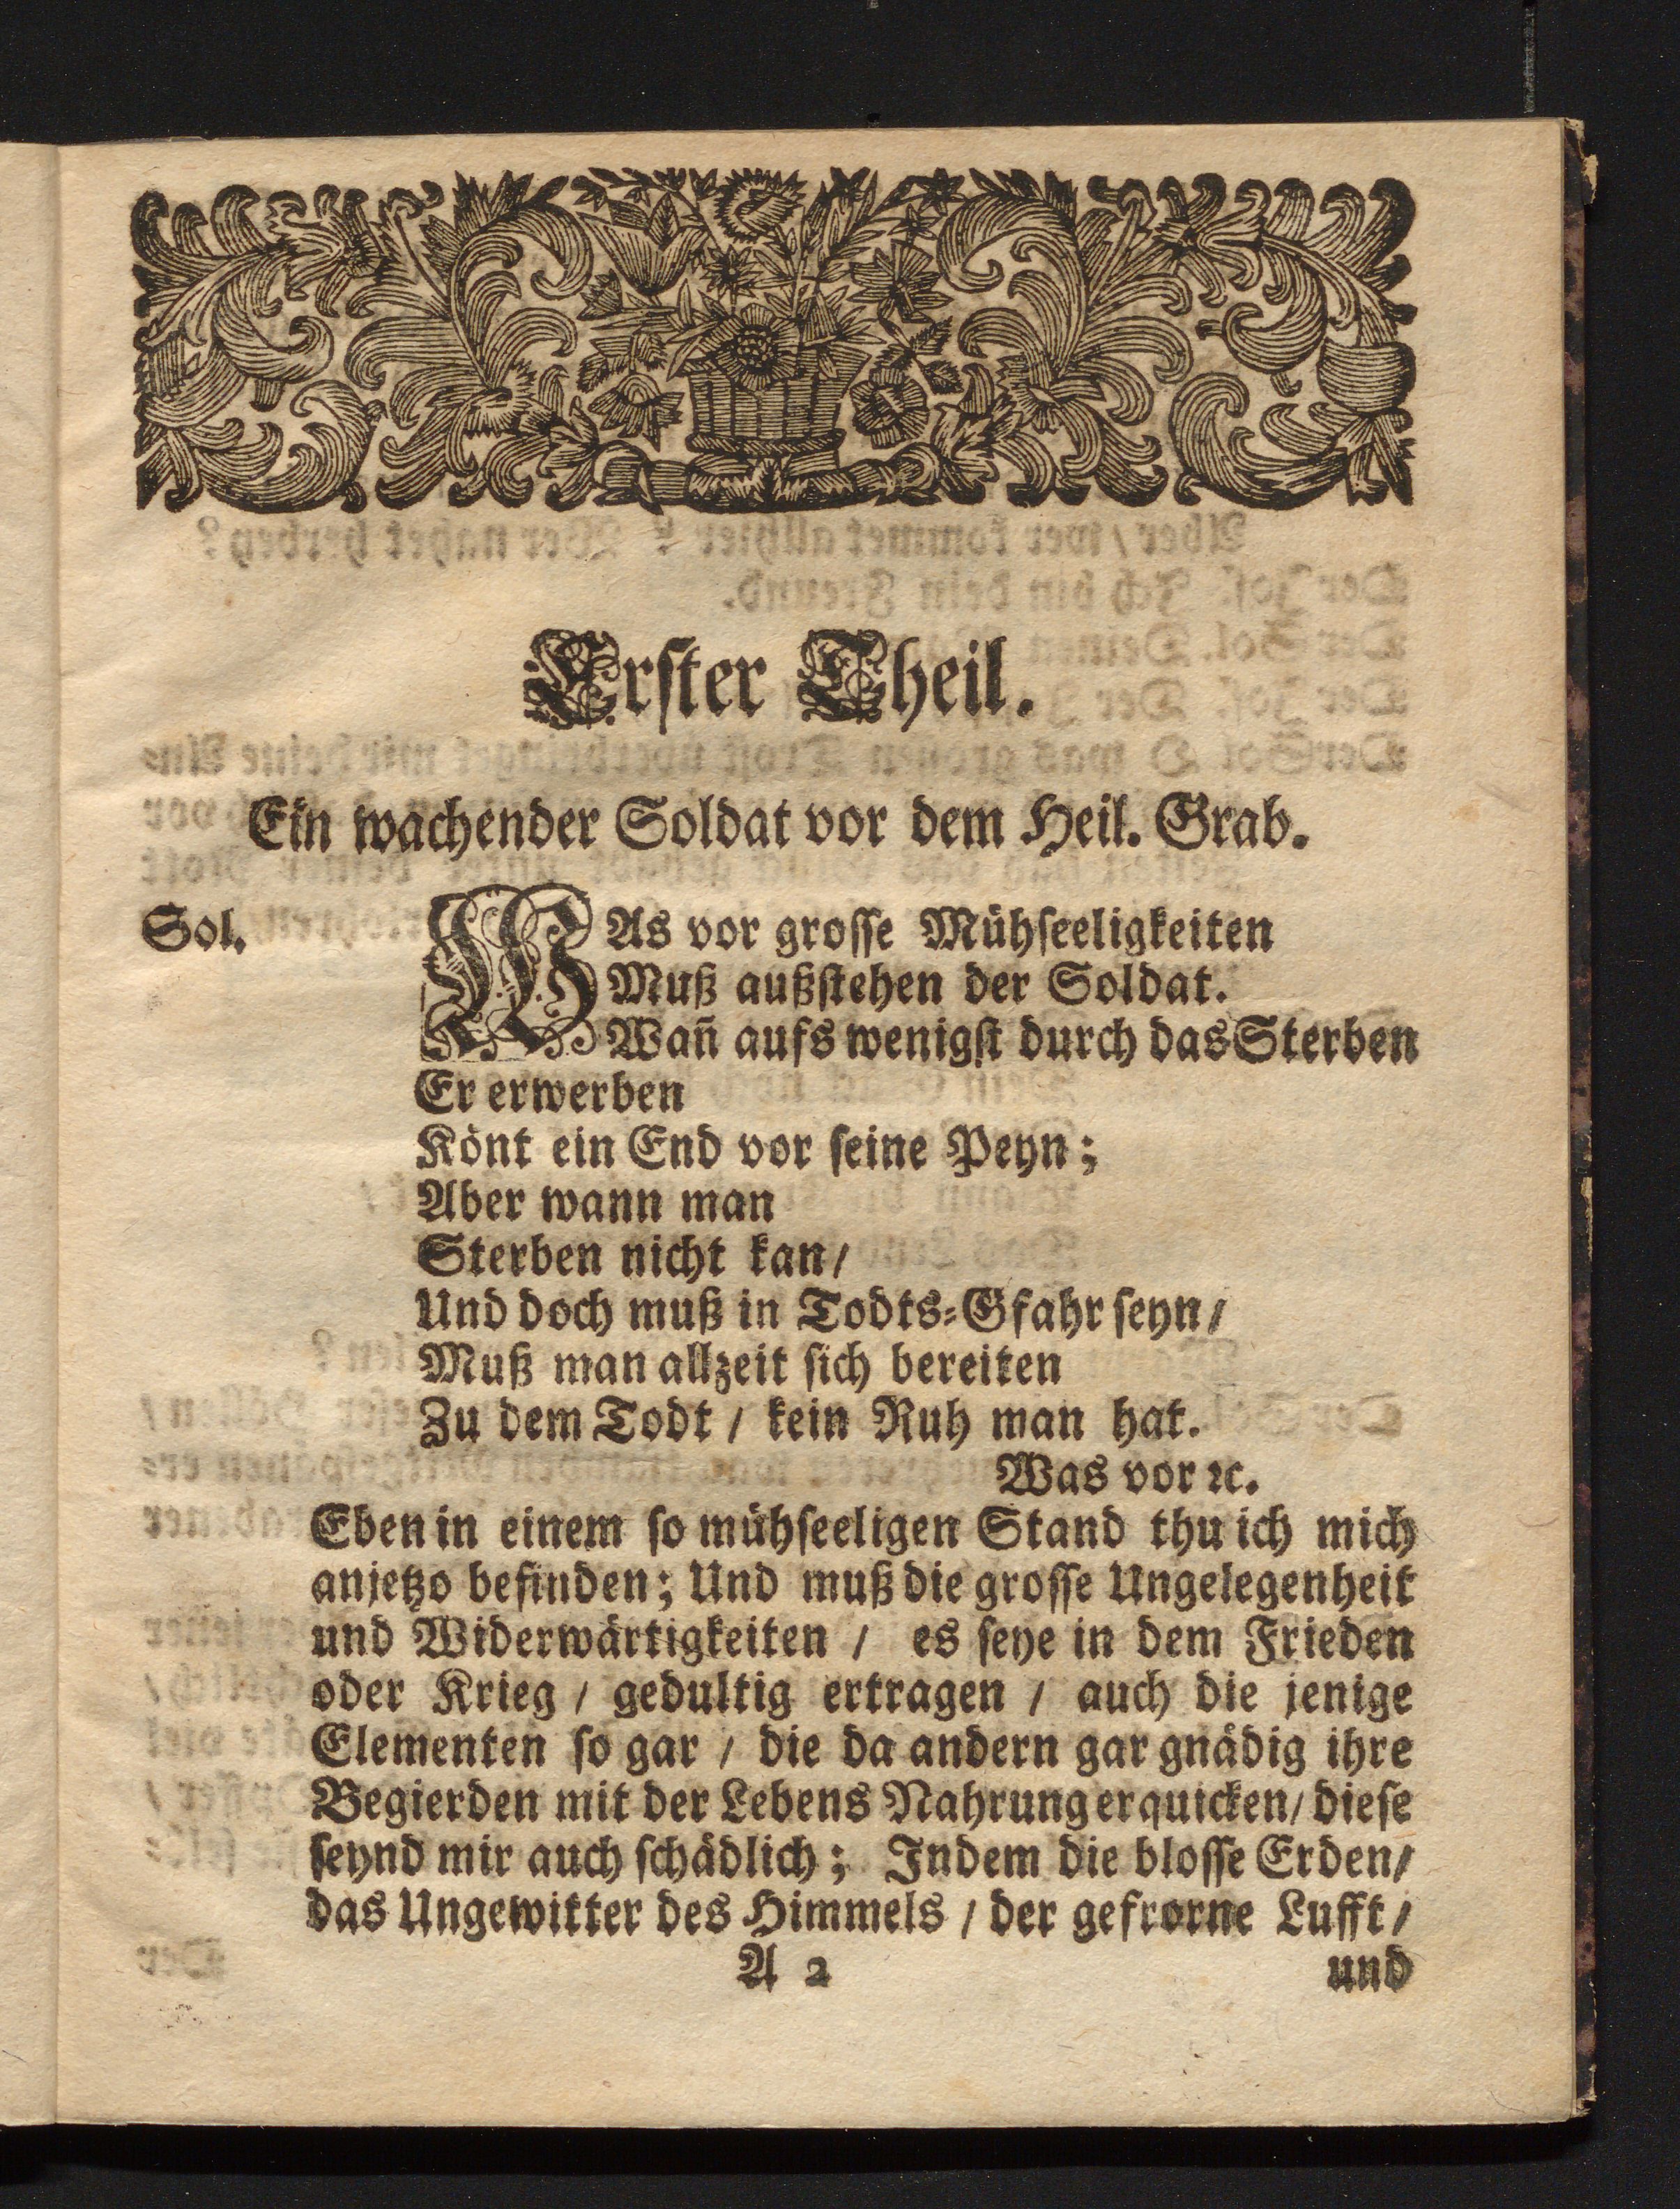 Erster Theil.
Ein wachender Soldat vor dem Heil. Grab.
Sol. WAs vor grosse Mühseeligkeiten
Muß außstehen der Soldat.
Wañ aufs wenigst durch das Sterben
Er erwerben
Könt ein End vor seine Peyn;
Aber wann man
Sterben nicht kan/
Und doch muß in Todts-Gfahr seyn/
Muß man allzeit sich bereiten
Zu dem Todt / kein Ruh man hat.
Was vor ꝛc.
Eben in einem so mühseeligen Stand thu ich mich
anjetzo befinden; Und muß die grosse Ungelegenheit
und Widerwärtigkeiten / es seye in dem Frieden
oder Krieg / gedultig ertragen / auch die jenige
Elementen so gar / die da andern gar gnädig ihre
Begierden mit der Lebens Nahrung erquicken/ diese
seynd mir auch schädlich; Indem die blosse Erden/
das Ungewitter des Himmels / der gefrorne Lufft/
A 2 und